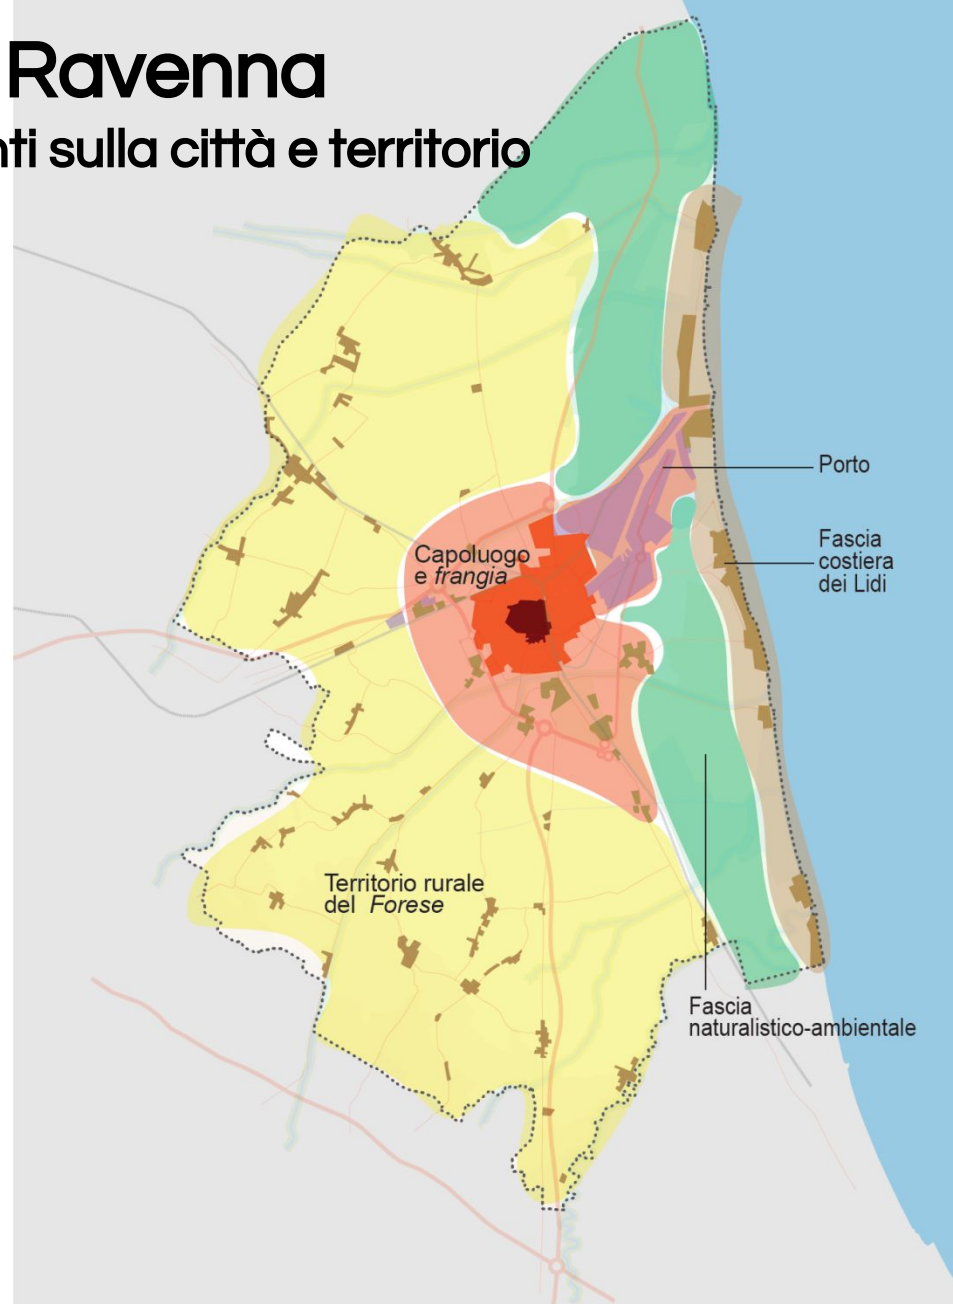 Ravenna
nti sulla città e territorio
Porto
Fascia
costiera
dei Lidi
Capoluogo
e frangia
Territorio rurale
del Forese
Fascia
naturalistico-ambientale